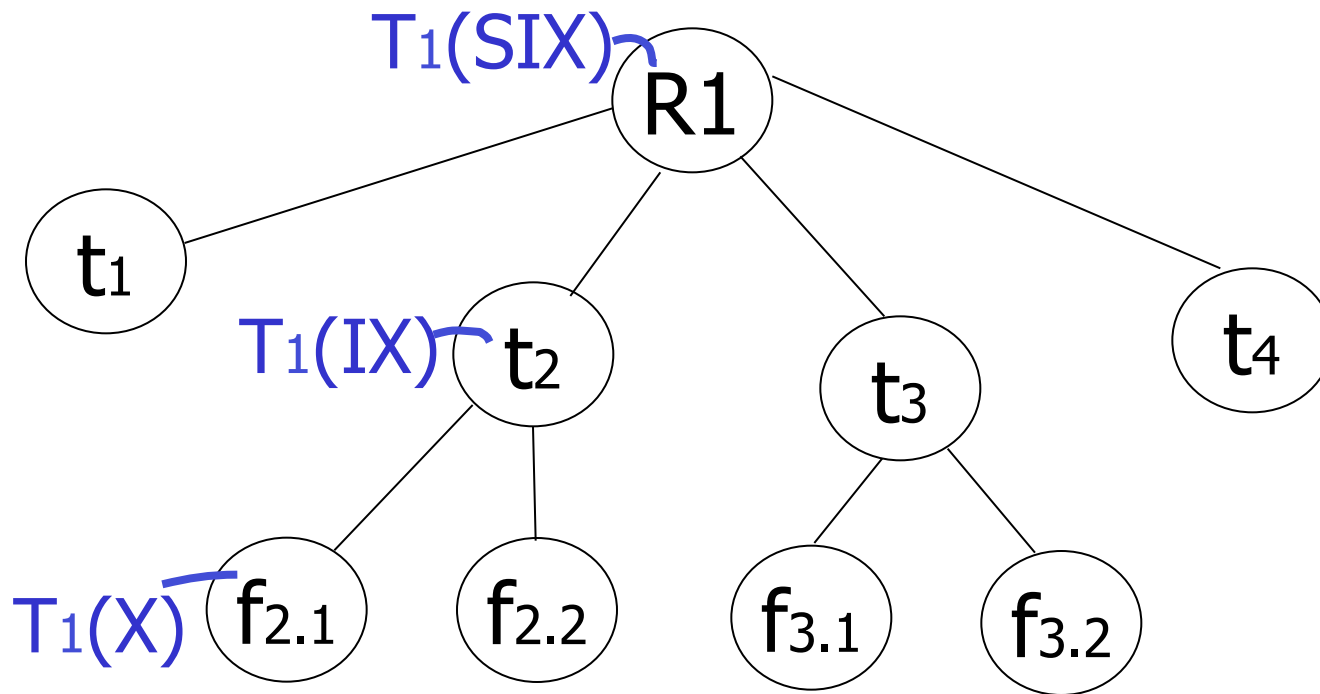 T1(SIX)
R1
t1
T1(IX)
t2
t3
t4
T1(X)
f2.1
f2.2
f3.1
f3.2